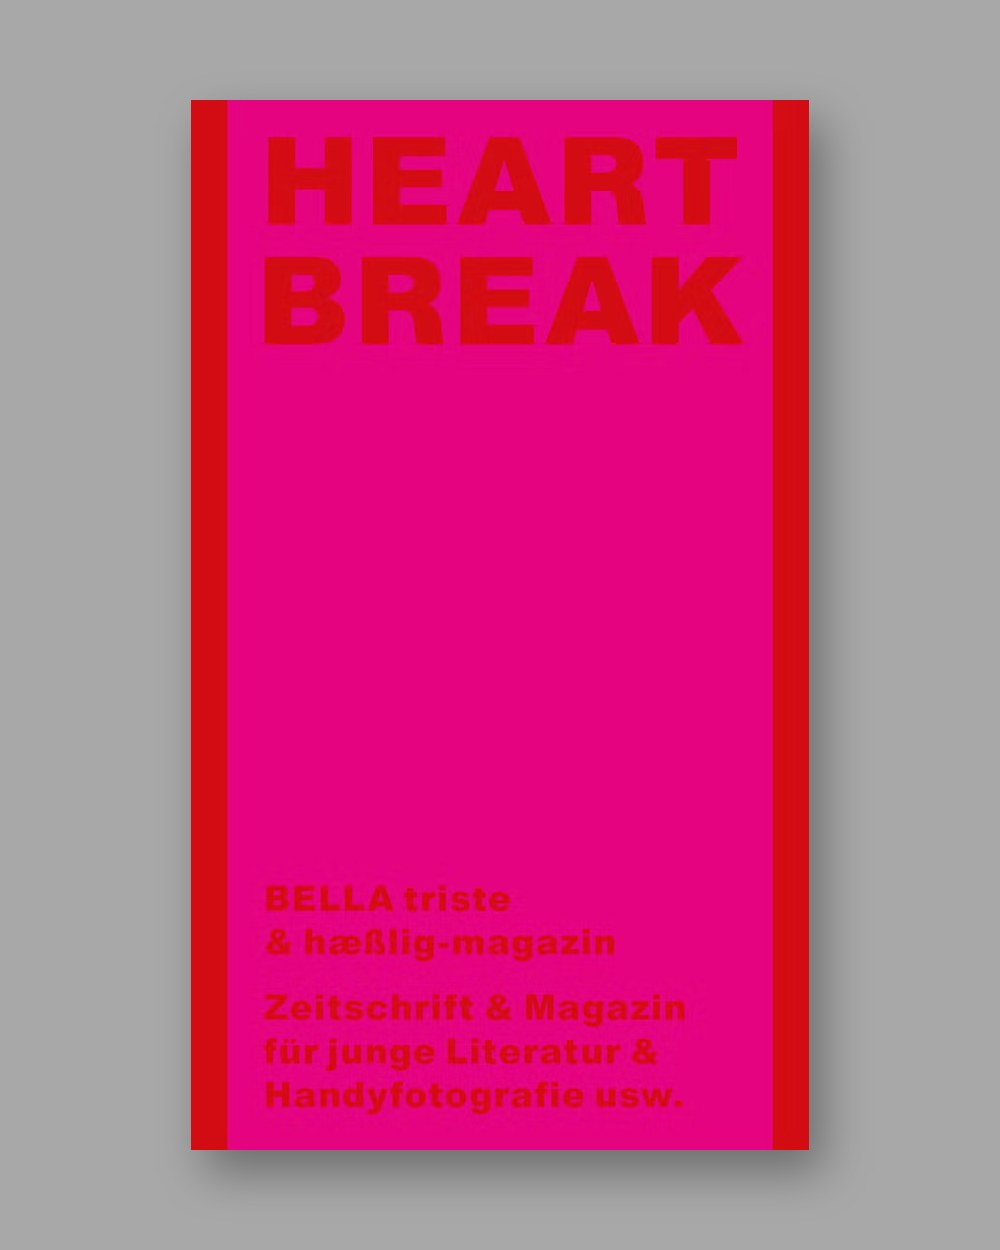 HEART
BREAK
BELLA triste
& hæßlig-magazin
Zeitschrift & Magazin
für junge Literatur &
Handyfotografie usw.